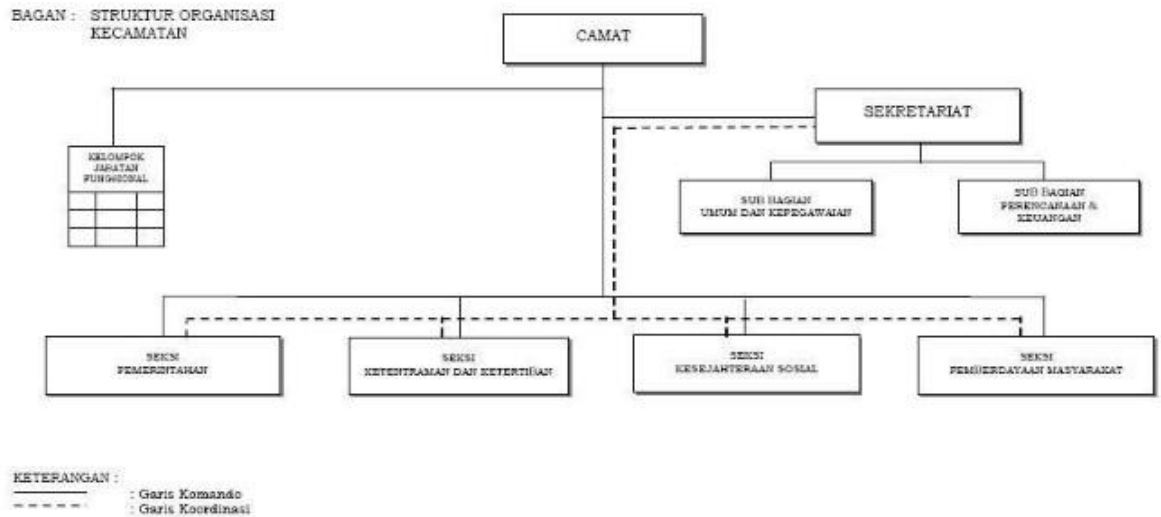 BAGAN : STRUKTUR ORGANISASI
KECAMATAN
CAMAT
SEKRETARIAT
KELOMPOK
JABATAN
FUNGSIONAL
SUB BAGIAN
UMUM DAN KEPEGAWAIAN
SUB BAGIAN
PERENCANAAN &
KEUANGAN
SEKSI
PEMERINTAHAN
SEKSI
KETENTRAMAN DAN KETERTIBAN
SEKSI
KESEJAHTERAAN SOSIAL
SEKSI
PEMBERDAYAAN MASYARAKAT
KETERANGAN :
: Garis Komando
: Garis Koordinasi